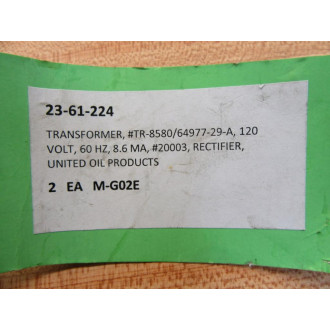 23-61-224
TRANSFORMER, #TR-8580/64977-29-A, 120
VOLT, 60 HZ, 8.6 MA, #20003, RECTIFIER,
UNITED OIL PRODUCTS
2 EA M-G02E